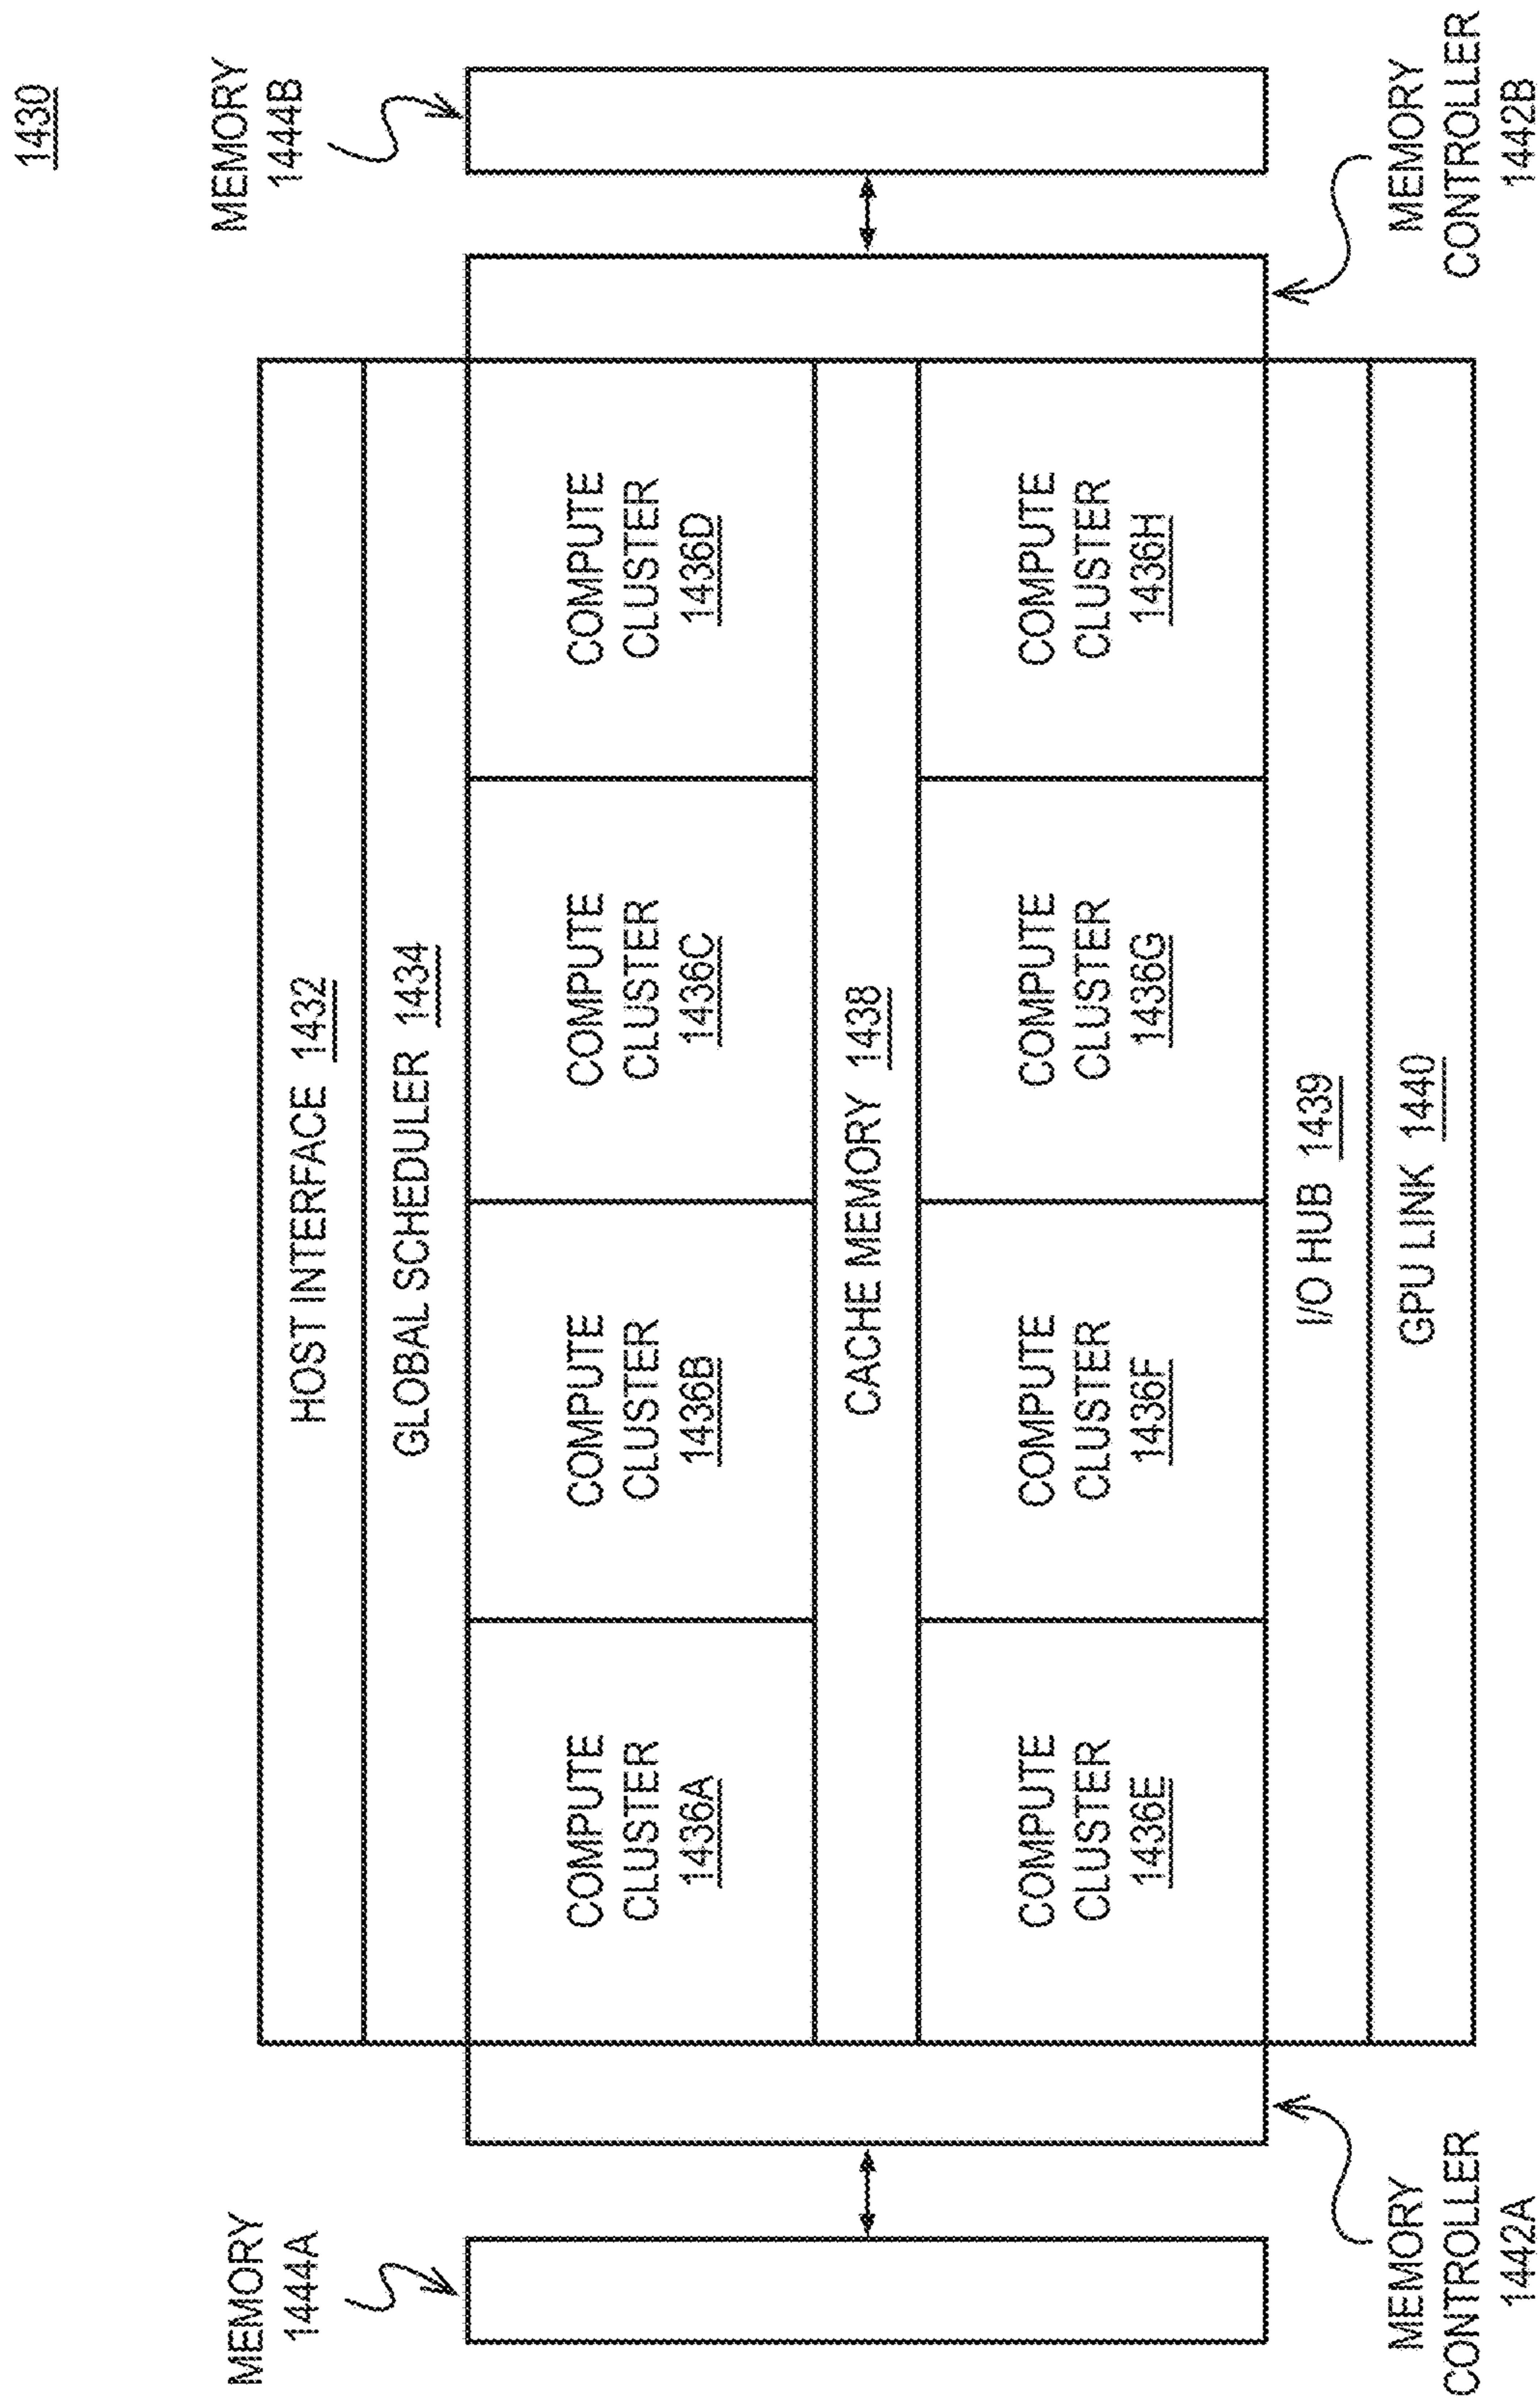 1430
MEMORY
1444A
MEMORY
1444B
HOST INTERFACE 1432
GLOBAL SCHEDULER 1434
COMPUTE
CLUSTER
1436A
COMPUTE
CLUSTER
1436B
COMPUTE
CLUSTER
1436C
COMPUTE
CLUSTER
1436D
CACHE MEMORY 1438
COMPUTE
CLUSTER
1436E
COMPUTE
CLUSTER
1436F
COMPUTE
CLUSTER
1436G
COMPUTE
CLUSTER
1436H
I/O HUB 1439
GPU LINK 1440
MEMORY
CONTROLLER
1442A
MEMORY
CONTROLLER
1442B